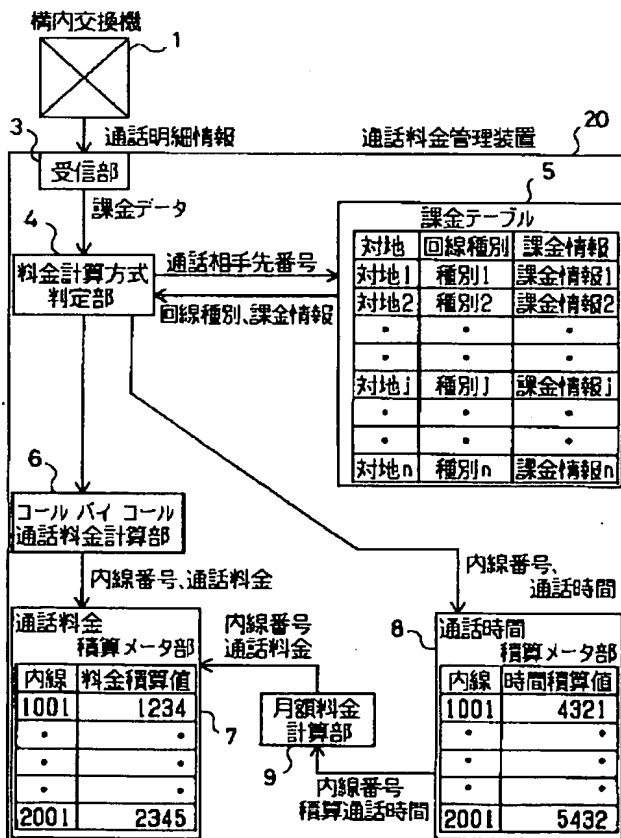 構内交換機
1
通話明細情報
通話料金管理装置
20
3
受信部
課金データ
5
課金テーブル
対地 回線種別 課金情報
対地1 種別1 課金情報1
対地2 種別2 課金情報2
・ ・ ・
・ ・ ・
対地j 種別j 課金情報j
・ ・ ・
・ ・ ・
対地n 種別n 課金情報n
4
料金計算方式
判定部
通話相手先番号
回線種別、課金情報
6
コール バイ コール
通話料金計算部
内線番号、通話料金
内線番号、
通話時間
通話料金
積算メータ部
内線 料金積算値
1001 1234
・ ・
・ ・
・ ・
2001 2345
7
内線番号
通話料金
月額料金
計算部
9
内線番号
積算通話時間
8
通話時間
積算メータ部
内線 時間積算値
1001 4321
・ ・
・ ・
・ ・
2001 5432